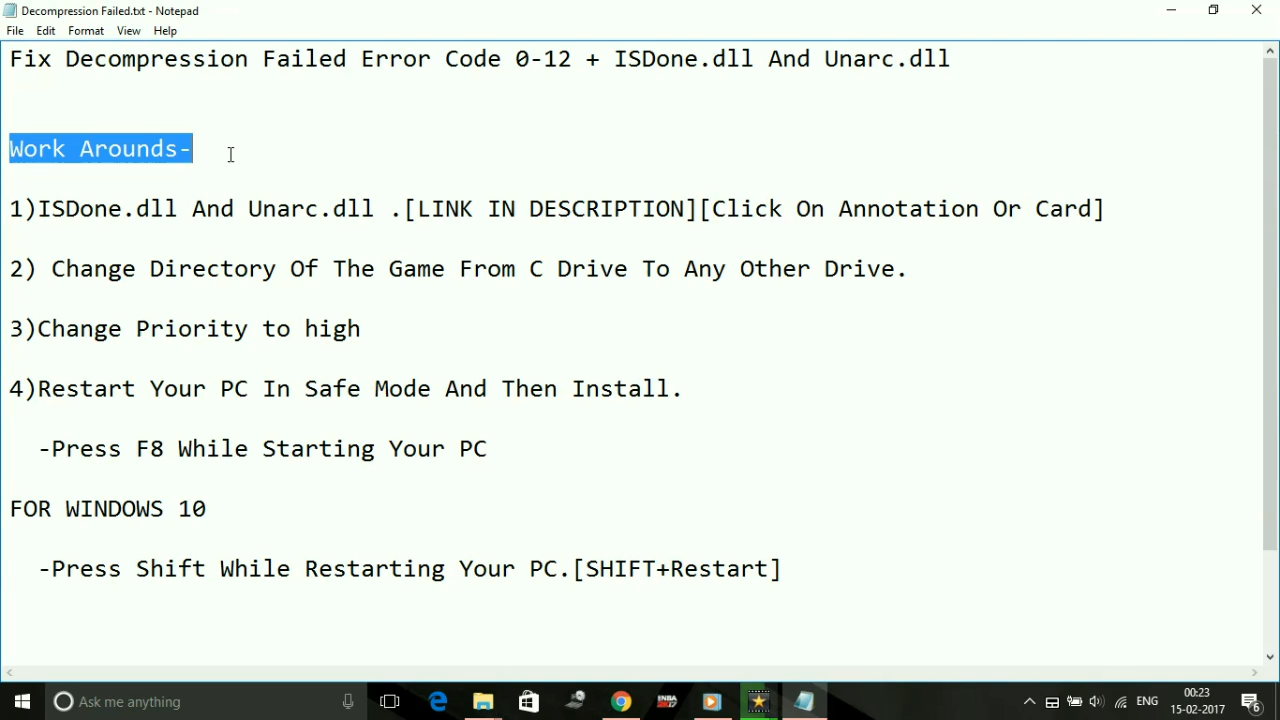 Decompression Failed.txt - Notepad
File Edit Format View Help
Fix Decompression Failed Error Code 0-12 + ISDone.dll And Unarc.dll
Work Arounds-
1)ISDone.dll And Unarc.dll .[LINK IN DESCRIPTION][Click On Annotation Or Card]
2) Change Directory Of The Game From C Drive To Any Other Drive.
3)Change Priority to high
4)Restart Your PC In Safe Mode And Then Install.
-Press F8 While Starting Your PC
FOR WINDOWS 10
-Press Shift While Restarting Your PC.[SHIFT+Restart]
Ask me anything
ENG
00:23
15-02-2017
6